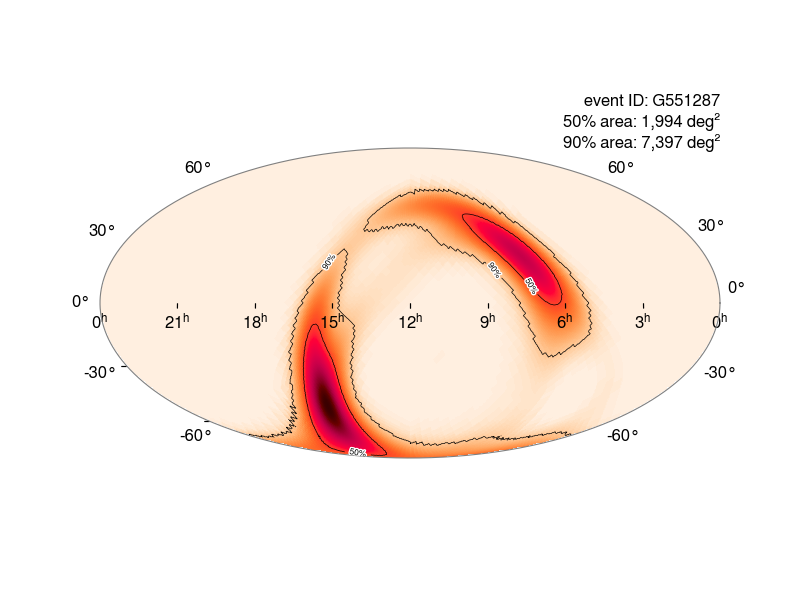 event ID: G551287
50% area: 1,994 deg²
90% area: 7,397 deg²
60° 60°
30° 30°
90%
90%
50%
0° 0°
0ʰ 21ʰ 18ʰ 15ʰ 12ʰ 9ʰ 6ʰ 3ʰ 0ʰ
-30° -30°
-60° -60°
50%